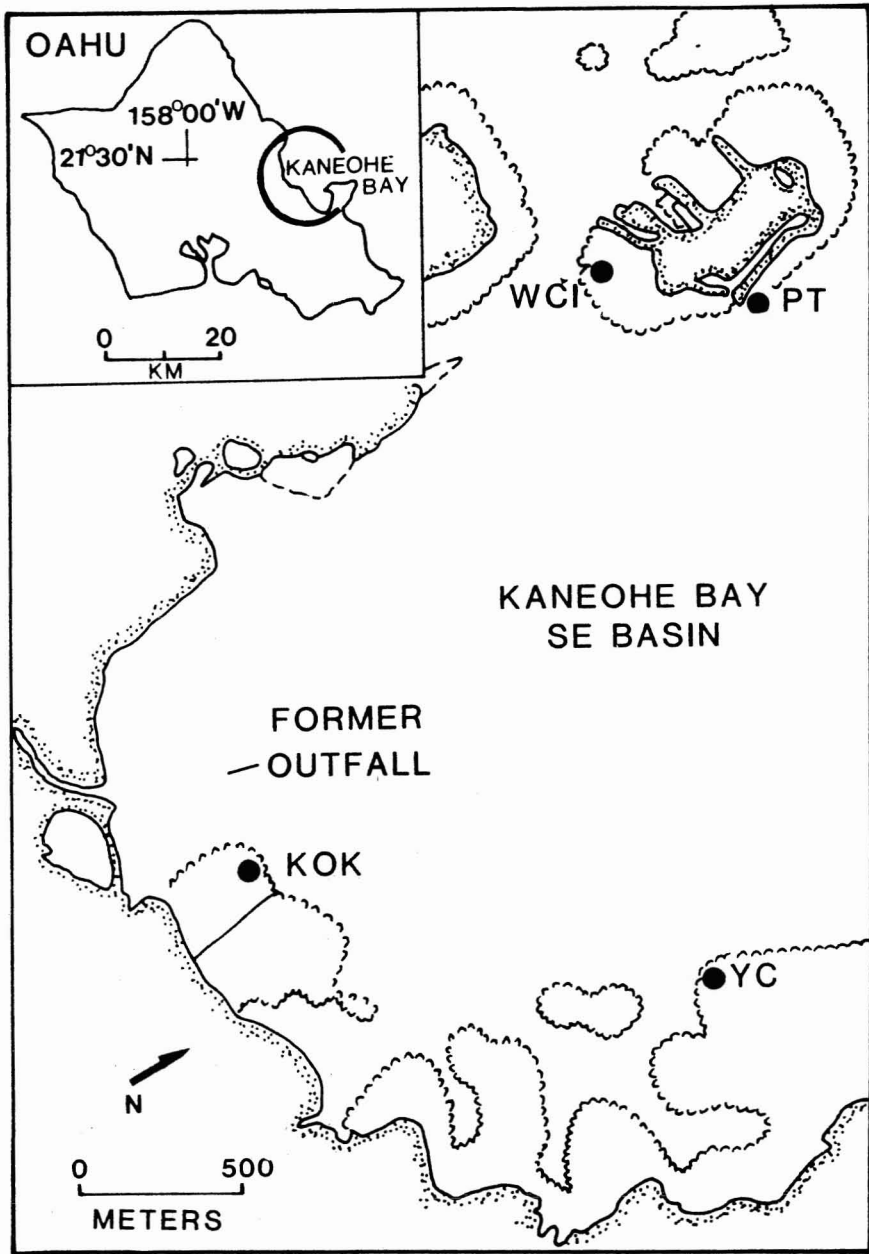 OAHU
158°00'W
21°30'N
KANEOHE
BAY
0 20
KM
WCI
PT
KANEOHE BAY
SE BASIN
FORMER
OUTFALL
KOK
YC
N
0 500
METERS